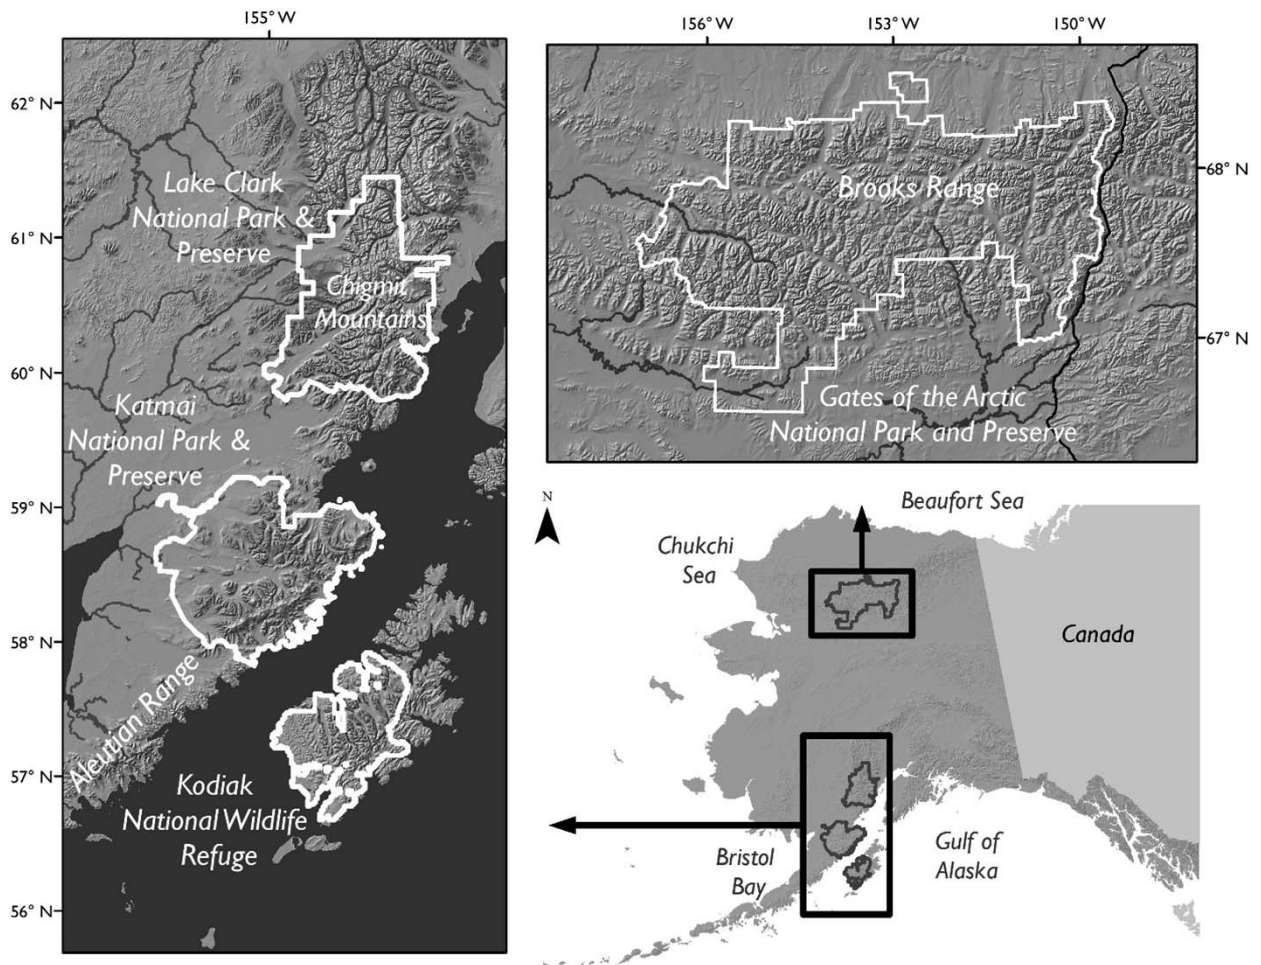 155° W
62° N
61° N
60° N
59° N
58° N
57° N
56° N
Lake Clark
National Park &
Preserve
Chigmit
Mountains
Katmai
National Park &
Preserve
Aleutian Range
Kodiak
National Wildlife
Refuge
156° W
153° W
150° W
68° N
67° N
Brooks Range
Gates of the Arctic
National Park and Preserve
N
Beaufort Sea
Chukchi
Sea
Canada
Bristol
Bay
Gulf of
Alaska